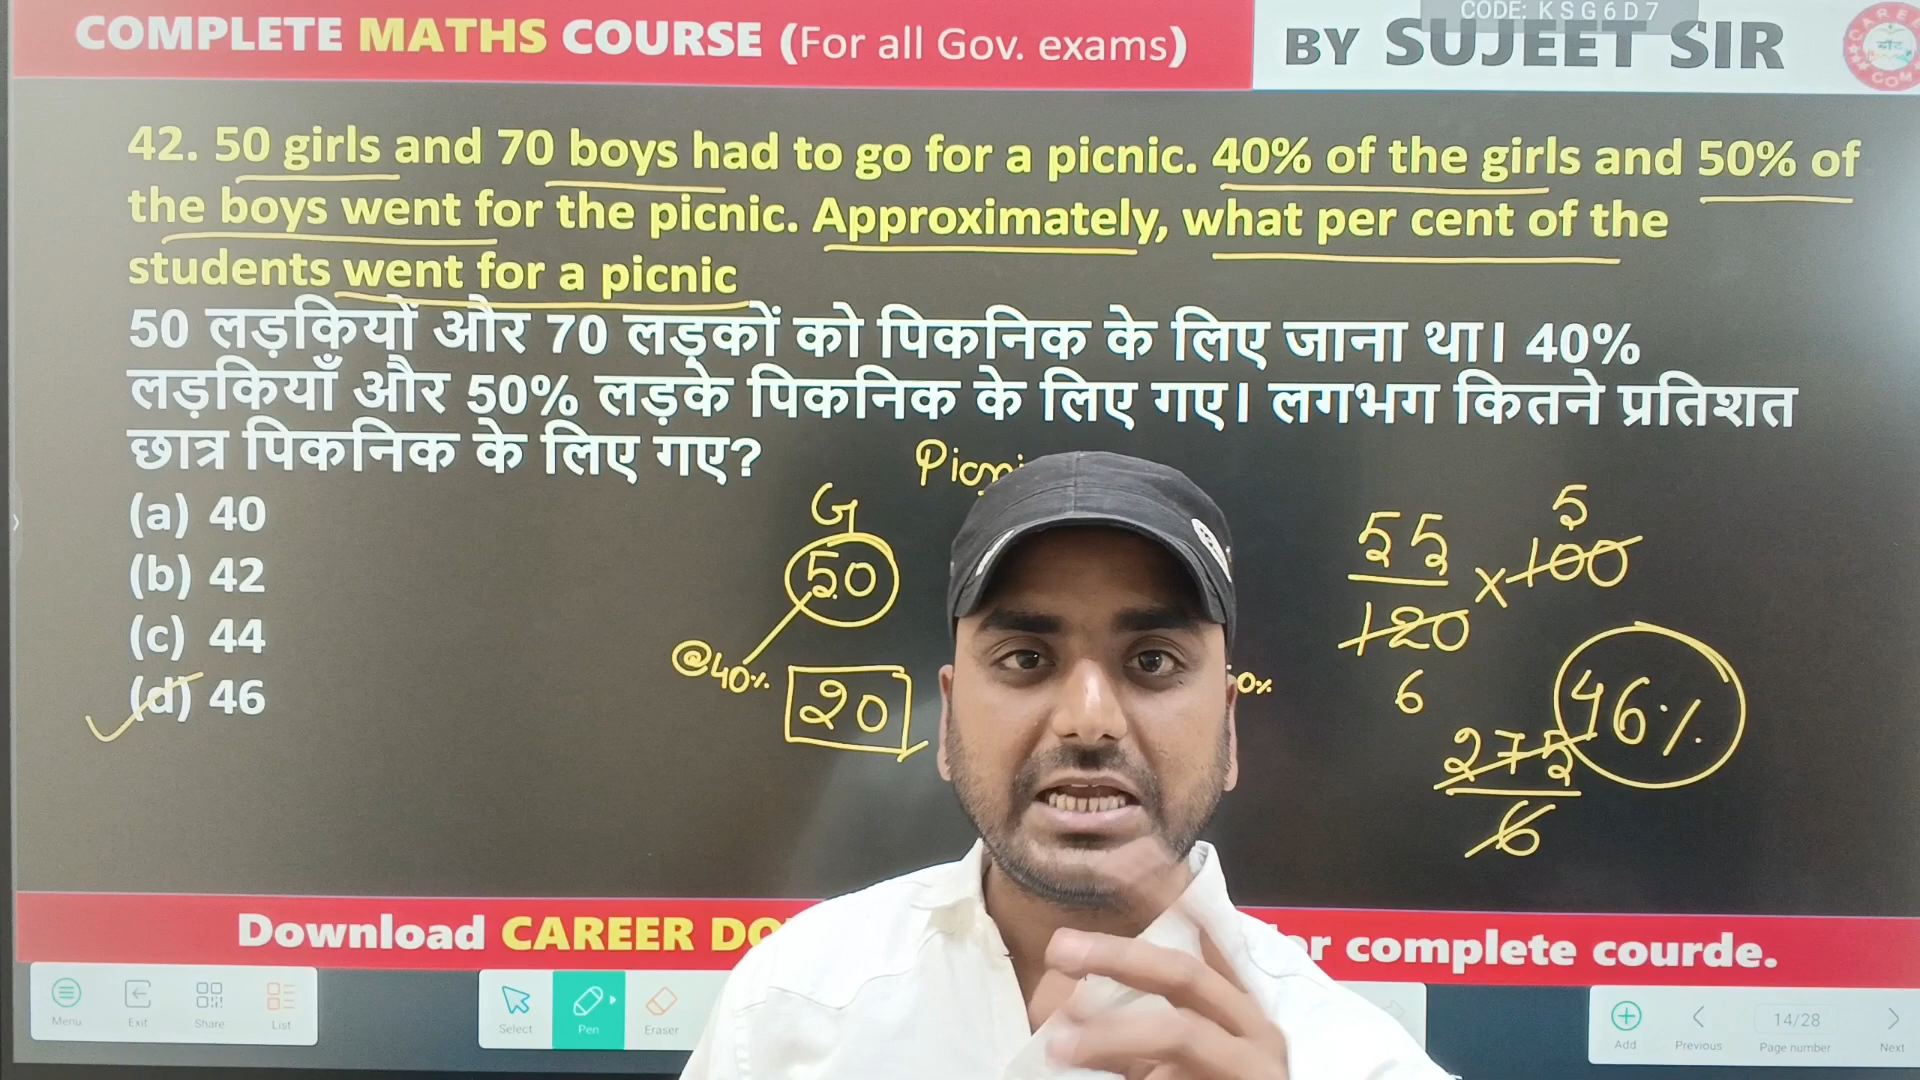 CODE: KSG6D7
COMPLETE MATHS COURSE (For all Gov. exams)
BY SUJEET SIR
42. 50 girls and 70 boys had to go for a picnic. 40% of the girls and 50% of
the boys went for the picnic. Approximately, what per cent of the
students went for a picnic
50 लड़कियों और 70 लड़कों को पिकनिक के लिए जाना था। 40%
लड़कियाँ और 50% लड़के पिकनिक के लिए गए। लगभग कितने प्रतिशत
छात्र पिकनिक के लिए गए?
(a) 40
(b) 42
(c) 44
(d) 46
G
50
@40%
20
0%
55
120
× 100
5
6
275
6
46%
Download CAREER
for complete courde.
Menu
Exit
Share
List
Select
Pen
Eraser
Add
Previous
14/28
Page number
Next